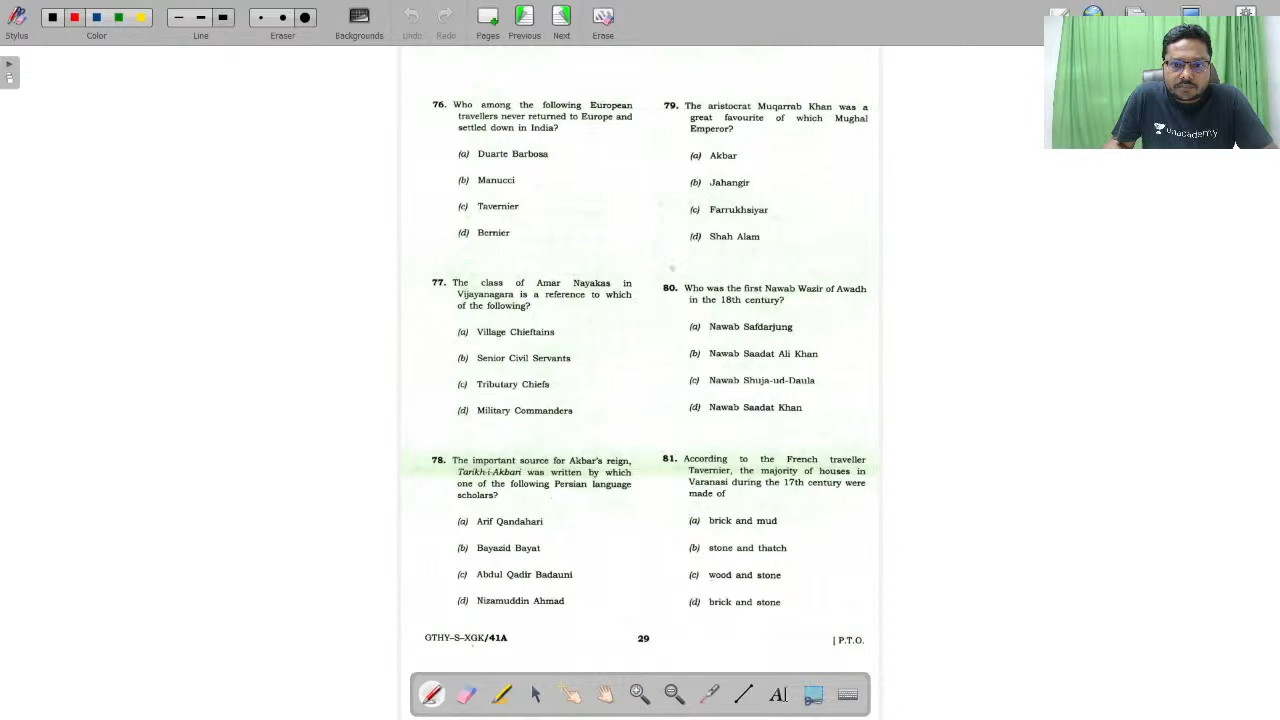 Stylus
Color
Line
Eraser
Backgrounds
Undo
Redo
Pages
Previous
Next
Erase
unacademy
76. Who among the following European
travellers never returned to Europe and
settled down in India?
(a) Duarte Barbosa
(b) Manucci
(c) Tavernier
(d) Bernier
77. The class of Amar Nayakas in
Vijayanagara is a reference to which
of the following?
(a) Village Chieftains
(b) Senior Civil Servants
(c) Tributary Chiefs
(d) Military Commanders
78. The important source for Akbar's reign,
Tarikh-i-Akbari was written by which
one of the following Persian language
scholars?
(a) Arif Qandahari
(b) Bayazid Bayat
(c) Abdul Qadir Badauni
(d) Nizamuddin Ahmad
79. The aristocrat Muqarrab Khan was a
great favourite of which Mughal
Emperor?
(a) Akbar
(b) Jahangir
(c) Farrukhsiyar
(d) Shah Alam
80. Who was the first Nawab Wazir of Awadh
in the 18th century?
(a) Nawab Safdarjung
(b) Nawab Saadat Ali Khan
(c) Nawab Shuja-ud-Daula
(d) Nawab Saadat Khan
81. According to the French traveller
Tavernier, the majority of houses in
Varanasi during the 17th century were
made of
(a) brick and mud
(b) stone and thatch
(c) wood and stone
(d) brick and stone
GTHY-S-XGK/41A
29
| P.T.O.
AI